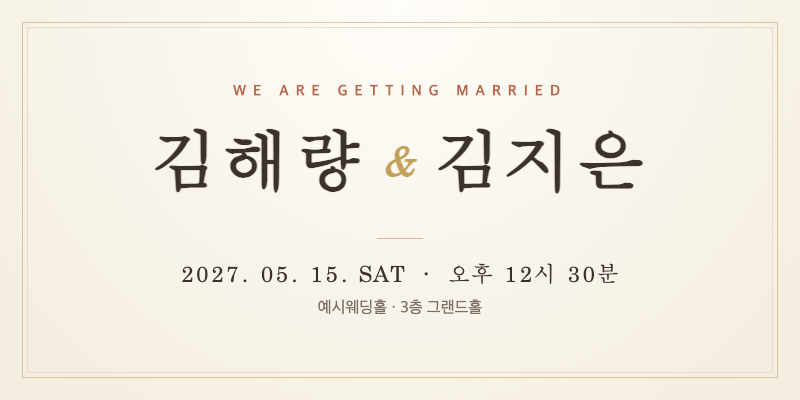 WE ARE GETTING MARRIED
김해량 & 김지은
2027. 05. 15. SAT · 오후 12시 30분
예시웨딩홀 · 3층 그랜드홀